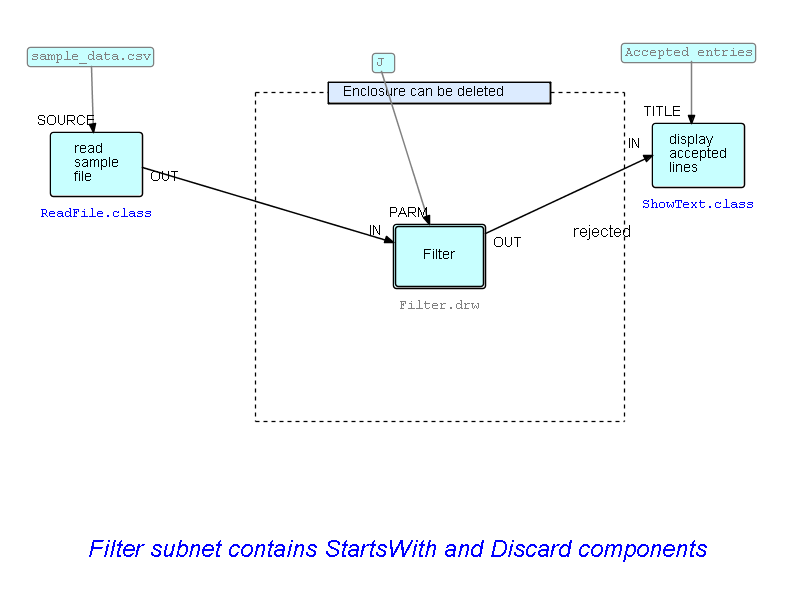 sample_data.csv
J
Accepted entries
Enclosure can be deleted
SOURCE
TITLE
read
sample
file
OUT
IN
display
accepted
lines
ReadFile.class
ShowText.class
PARM
IN
Filter
OUT
rejected
Filter.drw
Filter subnet contains StartsWith and Discard components